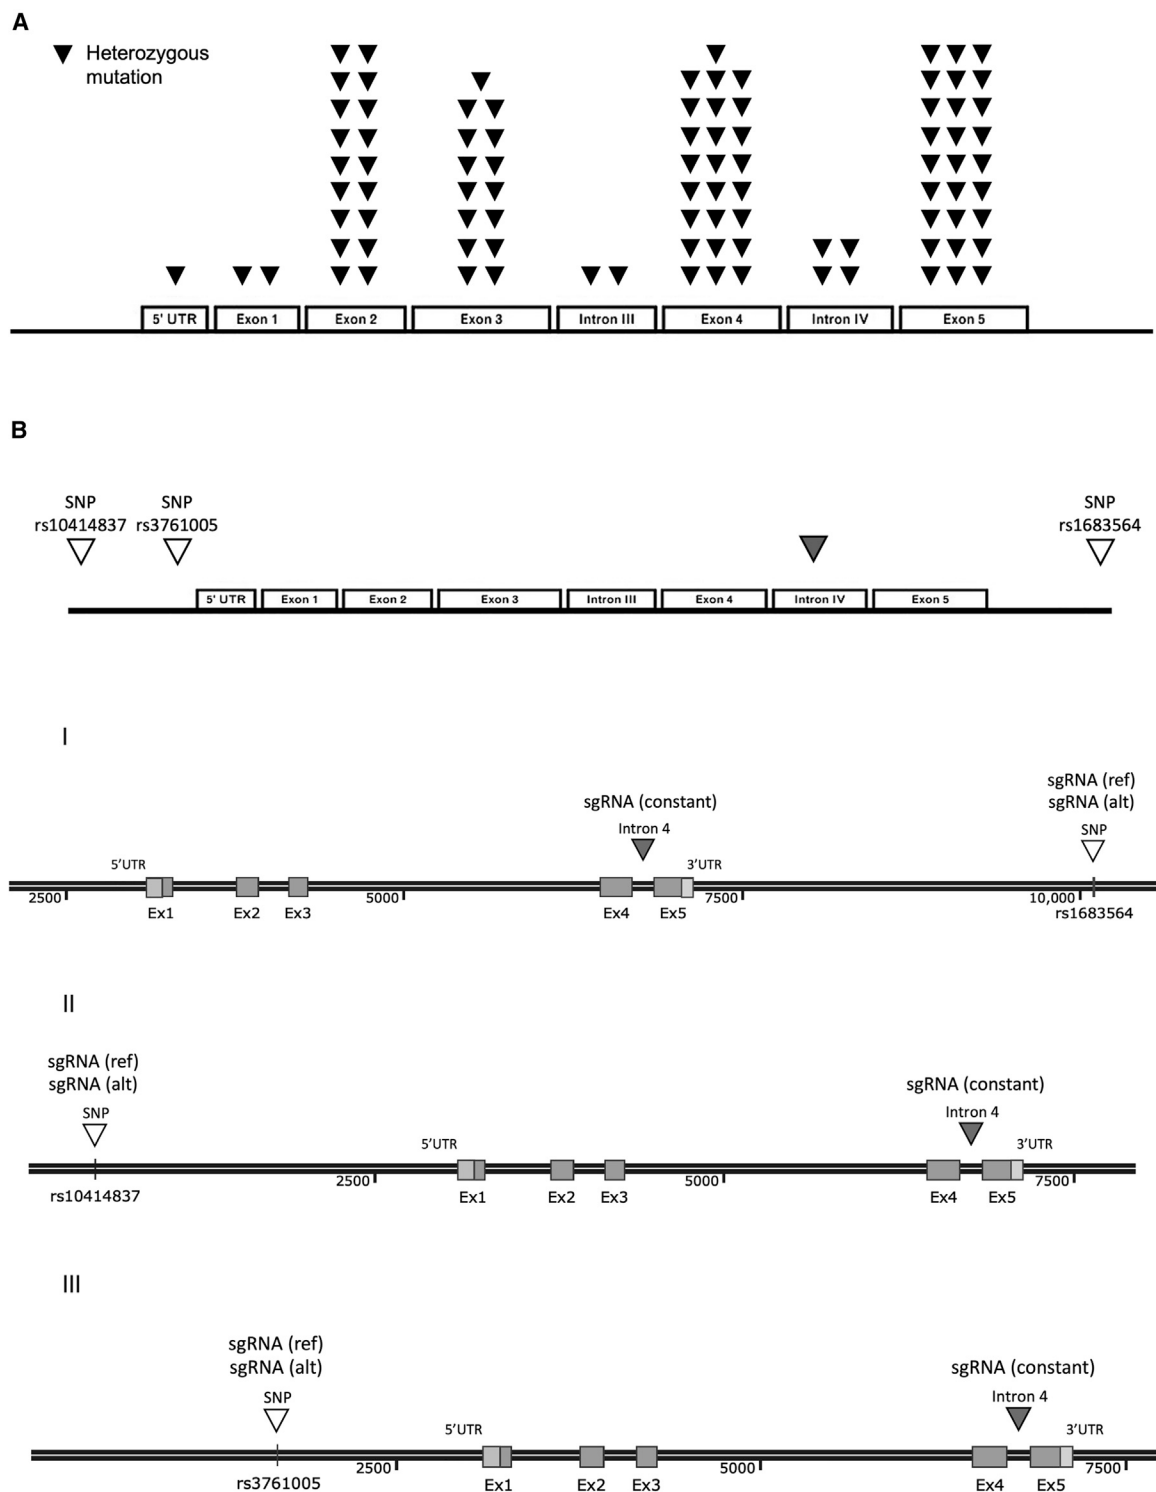 A
Heterozygous
mutation
5' UTR Exon 1 Exon 2 Exon 3 Intron III Exon 4 Intron IV Exon 5
B
SNP SNP SNP
rs10414837 rs3761005 rs1683564
5' UTR Exon 1 Exon 2 Exon 3 Intron III Exon 4 Intron IV Exon 5
I
sgRNA (ref)
sgRNA (constant) sgRNA (alt)
Intron 4 SNP
5'UTR 3'UTR
2500 5000 7500 10,000
Ex1 Ex2 Ex3 Ex4 Ex5 rs1683564
II
sgRNA (ref)
sgRNA (alt) sgRNA (constant)
SNP Intron 4
5'UTR 3'UTR
2500 5000 7500
rs10414837 Ex1 Ex2 Ex3 Ex4 Ex5
III
sgRNA (ref)
sgRNA (alt) sgRNA (constant)
SNP Intron 4
5'UTR 3'UTR
2500 5000 7500
rs3761005 Ex1 Ex2 Ex3 Ex4 Ex5